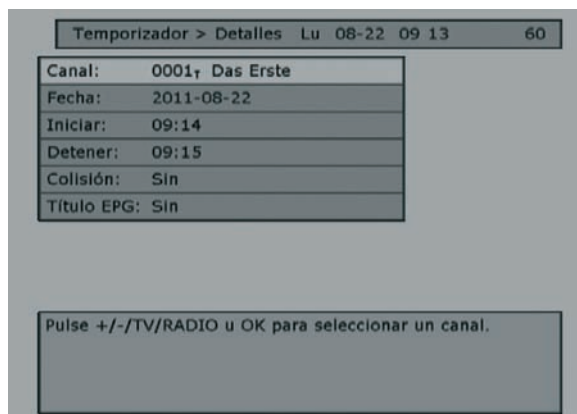 Temporizador > Detalles Lu 08-22 09 13 60
Canal: 0001T Das Erste
Fecha: 2011-08-22
Iniciar: 09:14
Detener: 09:15
Colisión: Sin
Título EPG: Sin
Pulse +/-/TV/RADIO u OK para seleccionar un canal.